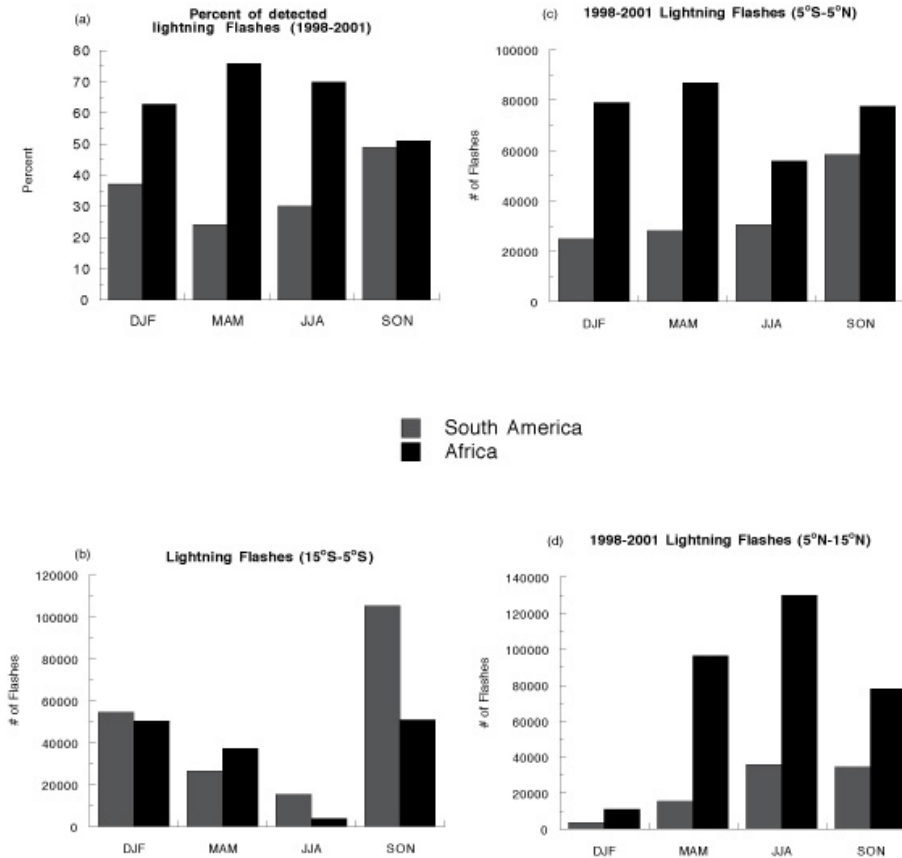 (a)
Percent of detected
lightning Flashes (1998-2001)
80
70
60
50
40
30
20
10
0
Percent
DJF MAM JJA SON
(c)
1998-2001 Lightning Flashes (5°S-5°N)
100000
80000
60000
40000
20000
0
# of Flashes
DJF MAM JJA SON
South America
Africa
(b)
Lightning Flashes (15°S-5°S)
120000
100000
80000
60000
40000
20000
0
# of Flashes
DJF MAM JJA SON
(d)
1998-2001 Lightning Flashes (5°N-15°N)
140000
120000
100000
80000
60000
40000
20000
0
# of Flashes
DJF MAM JJA SON